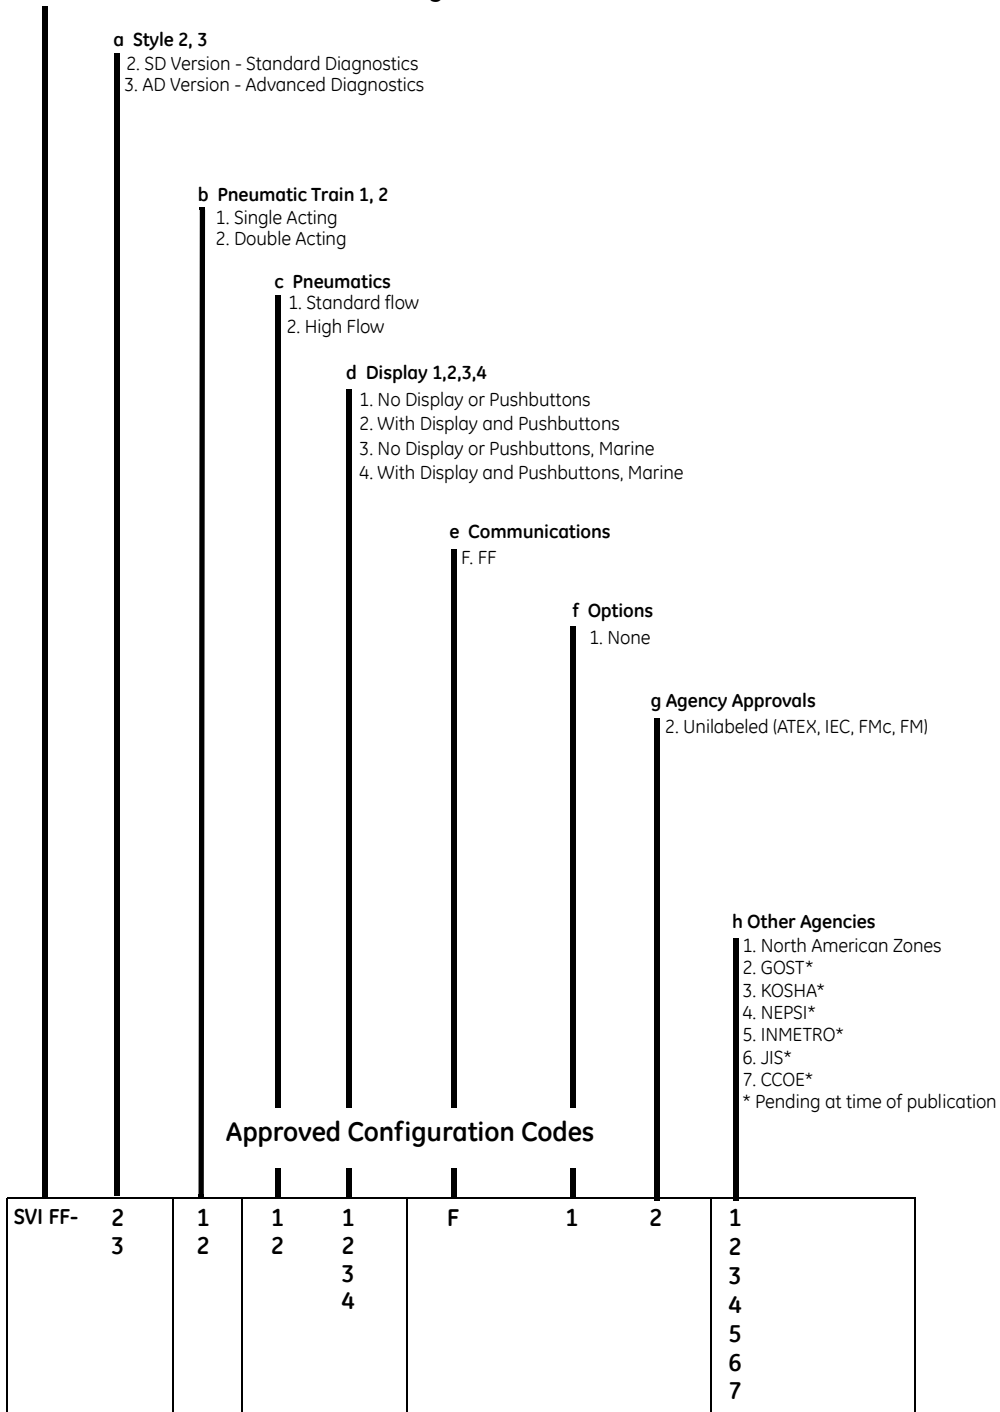 a Style 2, 3
2. SD Version - Standard Diagnostics
3. AD Version - Advanced Diagnostics
b Pneumatic Train 1, 2
1. Single Acting
2. Double Acting
c Pneumatics
1. Standard flow
2. High Flow
d Display 1,2,3,4
1. No Display or Pushbuttons
2. With Display and Pushbuttons
3. No Display or Pushbuttons, Marine
4. With Display and Pushbuttons, Marine
e Communications
F. FF
f Options
1. None
g Agency Approvals
2. Unilabeled (ATEX, IEC, FMc, FM)
h Other Agencies
1. North American Zones
2. GOST*
3. KOSHA*
4. NEPSI*
5. INMETRO*
6. JIS*
7. CCOE*
* Pending at time of publication
Approved Configuration Codes
SVI FF- 2 1 1 1 F 1 2 1
3 2 2 2 2
3 3
4 4
5
6
7